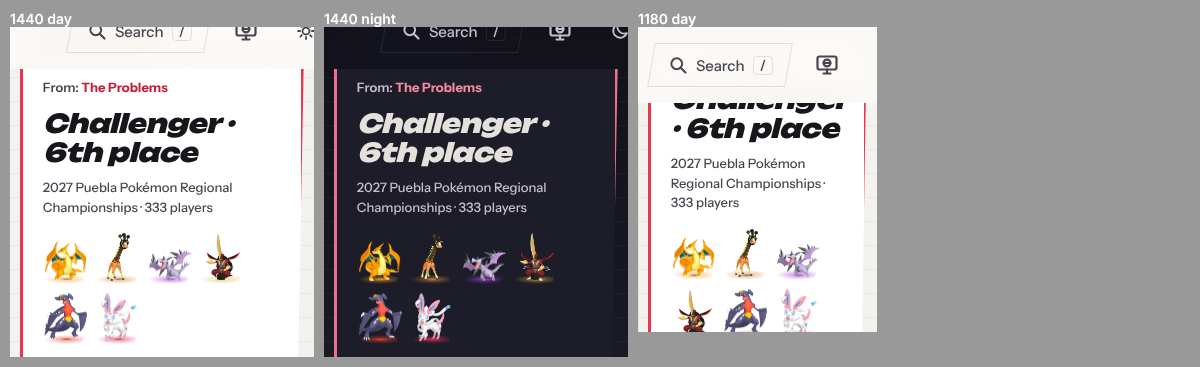 1440 day
Search /
From: The Problems
Challenger ·
6th place
2027 Puebla Pokémon Regional
Championships · 333 players
1440 night
Search /
From: The Problems
Challenger ·
6th place
2027 Puebla Pokémon Regional
Championships · 333 players
1180 day
Search /
Challenger
· 6th place
2027 Puebla Pokémon
Regional Championships ·
333 players